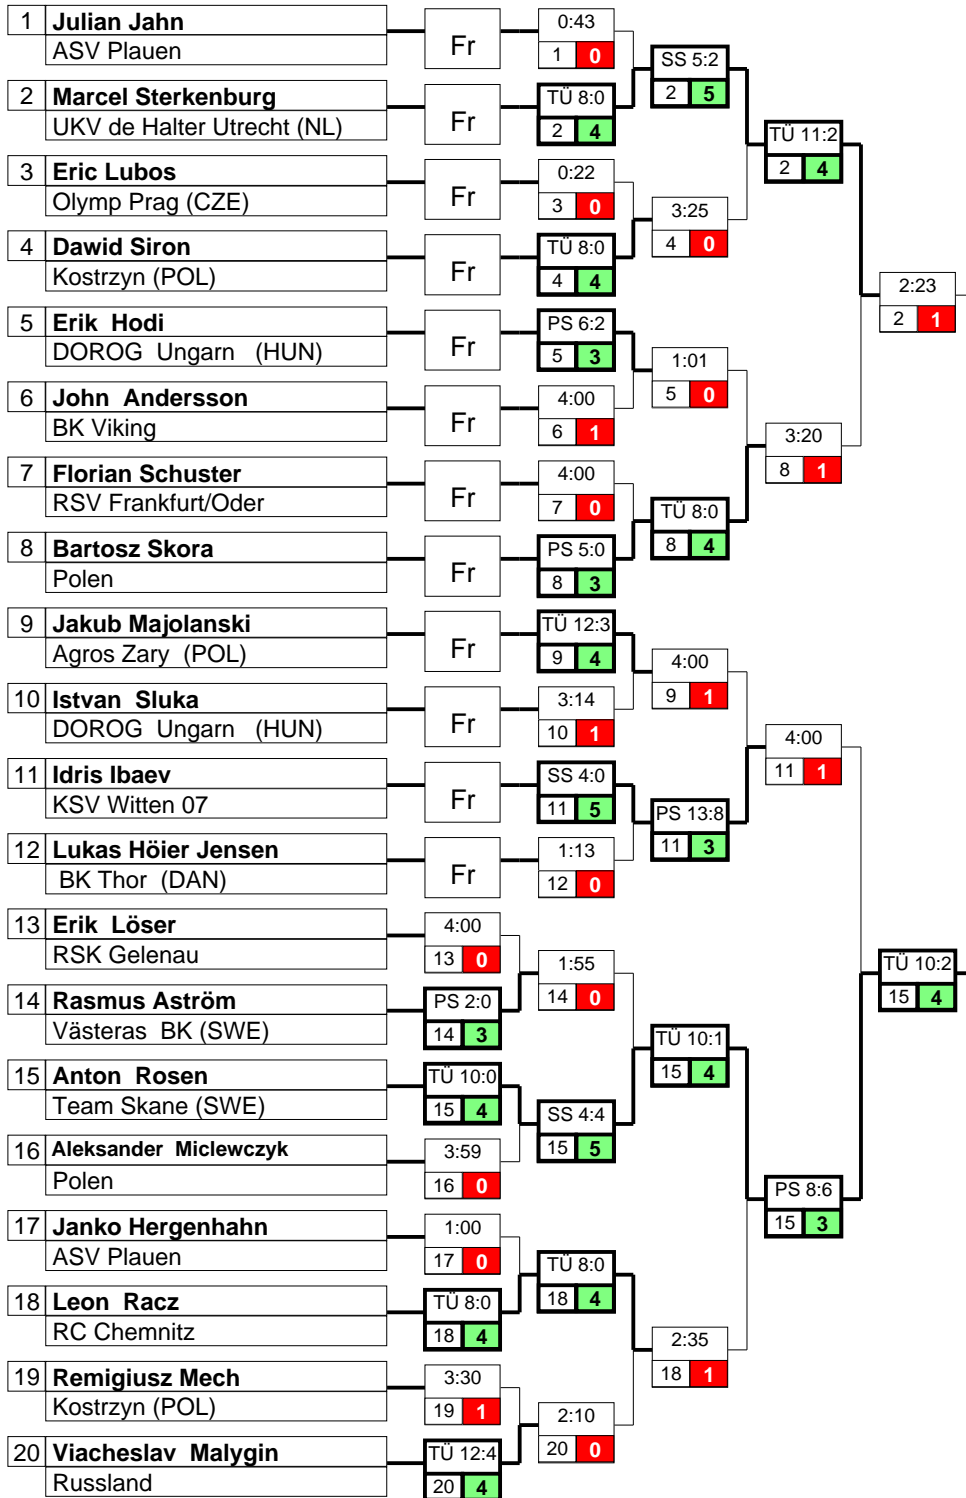 1 Julian Jahn
ASV Plauen
Fr
0:43
1 0
SS 5:2
2 5
2 Marcel Sterkenburg
UKV de Halter Utrecht (NL)
Fr
TÜ 8:0
2 4
TÜ 11:2
2 4
3 Eric Lubos
Olymp Prag (CZE)
Fr
0:22
3 0
3:25
4 0
4 Dawid Siron
Kostrzyn (POL)
Fr
TÜ 8:0
4 4
2:23
2 1
5 Erik Hodi
DOROG Ungarn (HUN)
Fr
PS 6:2
5 3
1:01
5 0
6 John Andersson
BK Viking
Fr
4:00
6 1
3:20
8 1
7 Florian Schuster
RSV Frankfurt/Oder
Fr
4:00
7 0
TÜ 8:0
8 4
8 Bartosz Skora
Polen
Fr
PS 5:0
8 3
9 Jakub Majolanski
Agros Zary (POL)
Fr
TÜ 12:3
9 4
4:00
9 1
10 Istvan Sluka
DOROG Ungarn (HUN)
Fr
3:14
10 1
4:00
11 1
11 Idris Ibaev
KSV Witten 07
Fr
SS 4:0
11 5
PS 13:8
11 3
12 Lukas Höier Jensen
BK Thor (DAN)
Fr
1:13
12 0
13 Erik Löser
RSK Gelenau
4:00
13 0
1:55
14 0
TÜ 10:2
15 4
14 Rasmus Aström
Västeras BK (SWE)
PS 2:0
14 3
TÜ 10:1
15 4
15 Anton Rosen
Team Skane (SWE)
TÜ 10:0
15 4
SS 4:4
15 5
16 Aleksander Miclewczyk
Polen
3:59
16 0
PS 8:6
15 3
17 Janko Hergenhahn
ASV Plauen
1:00
17 0
TÜ 8:0
18 4
18 Leon Racz
RC Chemnitz
TÜ 8:0
18 4
2:35
18 1
19 Remigiusz Mech
Kostrzyn (POL)
3:30
19 1
2:10
20 0
20 Viacheslav Malygin
Russland
TÜ 12:4
20 4